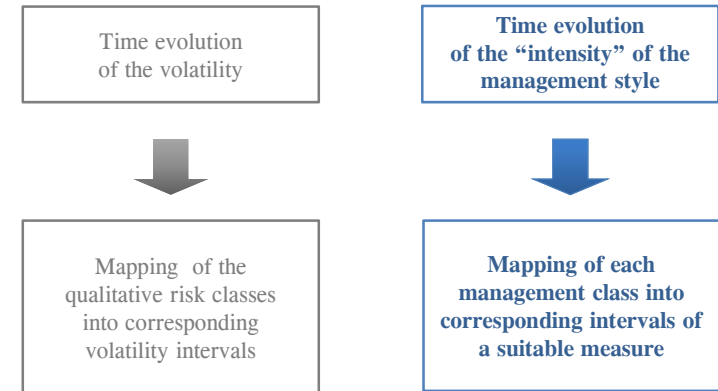 Time evolution
of the volatility
Time evolution
of the “intensity” of the
management style
Mapping of the
qualitative risk classes
into corresponding
volatility intervals
Mapping of each
management class into
corresponding intervals of
a suitable measure